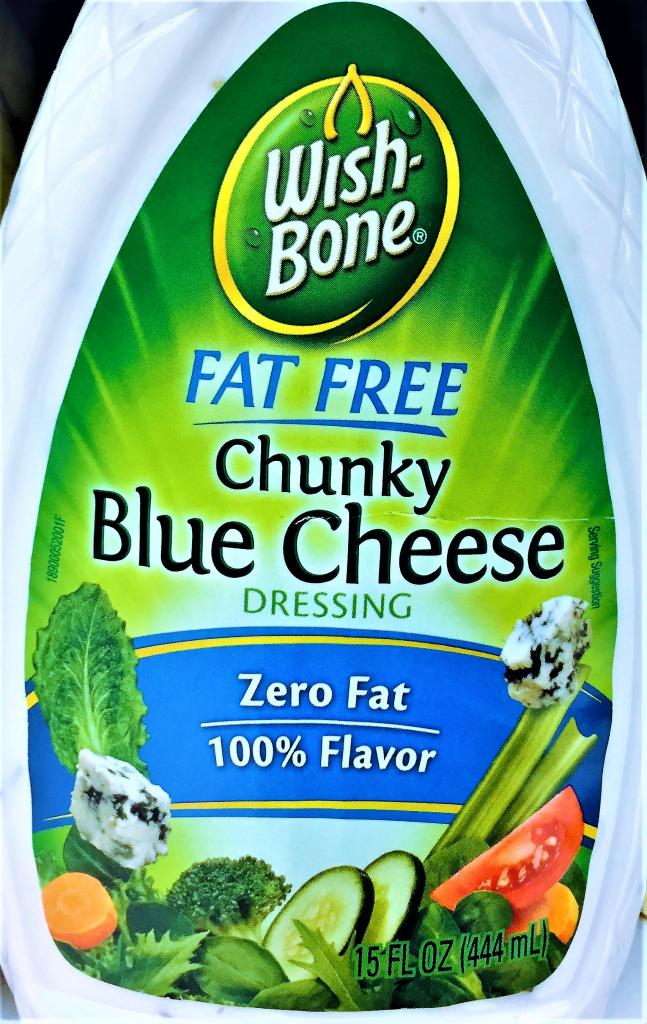 Wish-
Bone®
FAT FREE
Chunky
Blue Cheese
DRESSING
18900052001F
Serving Suggestion
Zero Fat
100% Flavor
15 FL OZ (444 mL)